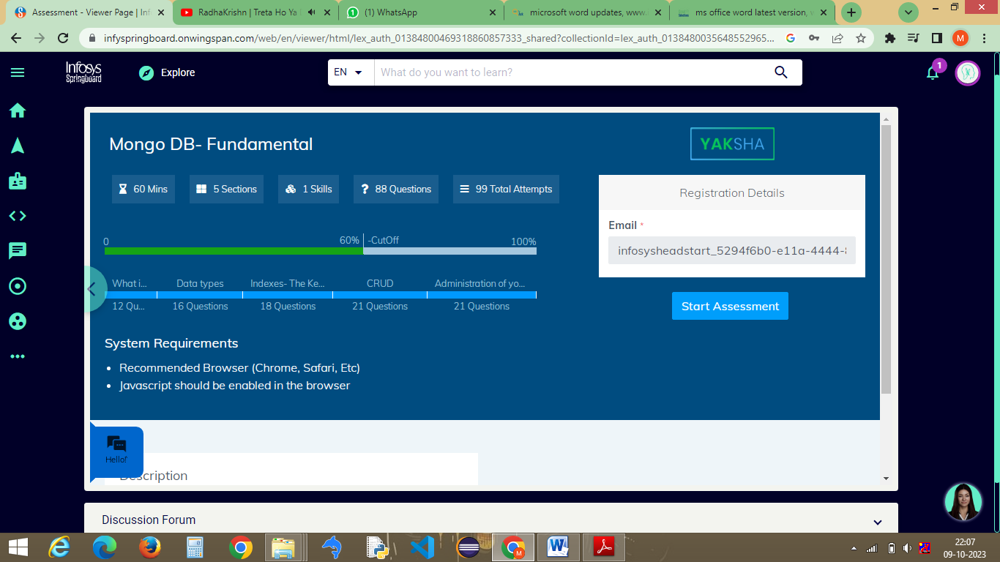 Assessment - Viewer Page | Inf
RadhaKrishn | Treta Ho Ya
(1) WhatsApp
microsoft word updates, www.
ms office word latest version,
infyspringboard.onwingspan.com/web/en/viewer/html/lex_auth_01384800469318860857333_shared?collectionId=lex_auth_0138480035648552965...
M
Infosys
Springboard
Explore
EN
What do you want to learn?
1
Mongo DB- Fundamental
YAKSHA
60 Mins
5 Sections
1 Skills
88 Questions
99 Total Attempts
Registration Details
Email *
infosysheadstart_5294f6b0-e11a-4444-
0
60%
-CutOff
100%
What i...
Data types
Indexes- The Ke...
CRUD
Administration of yo...
12 Qu...
16 Questions
18 Questions
21 Questions
21 Questions
Start Assessment
System Requirements
Recommended Browser (Chrome, Safari, Etc)
Javascript should be enabled in the browser
Hello!
Description
Discussion Forum
22:07
09-10-2023